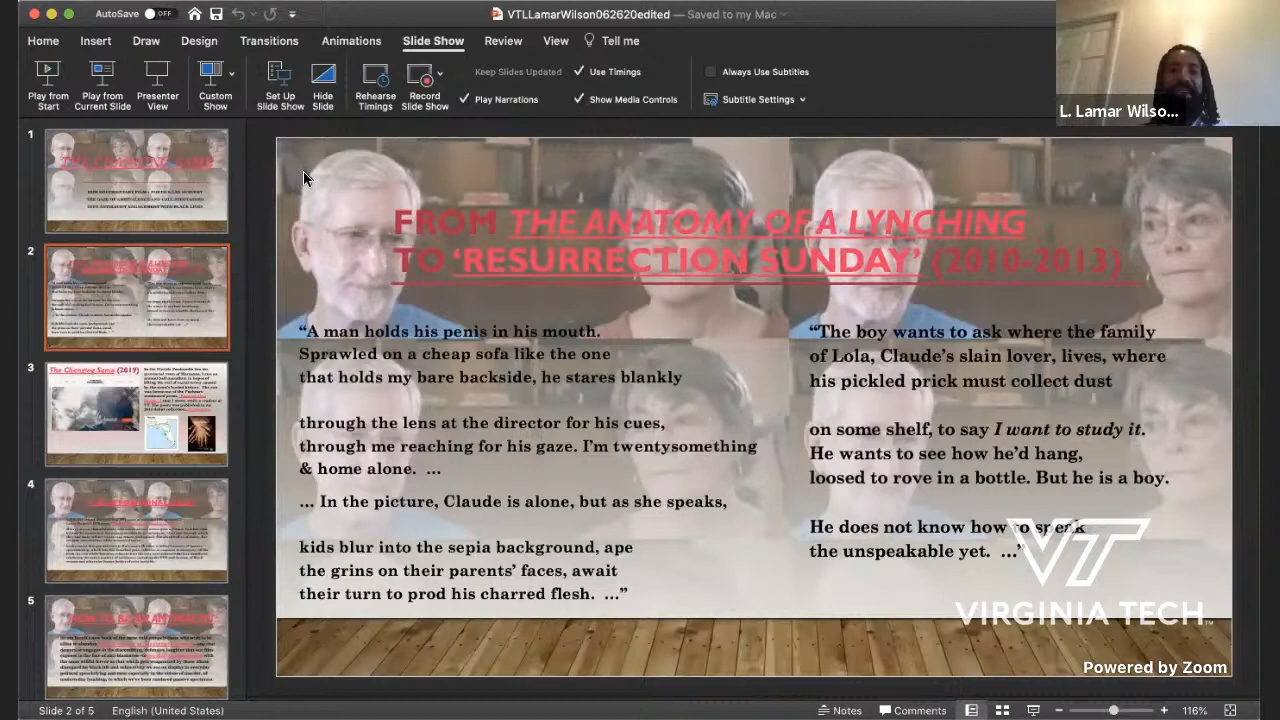 AutoSave OFF
VTLLamarWilson062620edited — Saved to my Mac
Home Insert Draw Design Transitions Animations Slide Show Review View Tell me
Play from Start
Play from Current Slide
Presenter View
Custom Show
Set Up Slide Show
Hide Slide
Rehearse Timings
Record Slide Show
Keep Slides Updated
Play Narrations
Use Timings
Show Media Controls
Always Use Subtitles
Subtitle Settings
L. Lamar Wilso...
1
THE CHANGING SAME
2
3
The Changing Same (2019)
4
5
FROM THE ANATOMY OF A LYNCHING
TO ‘RESURRECTION SUNDAY’ (2010-2013)
“A man holds his penis in his mouth.
Sprawled on a cheap sofa like the one
that holds my bare backside, he stares blankly
through the lens at the director for his cues,
through me reaching for his gaze. I’m twentysomething
& home alone. ...
... In the picture, Claude is alone, but as she speaks,
kids blur into the sepia background, ape
the grins on their parents’ faces, await
their turn to prod his charred flesh. ...”
“The boy wants to ask where the family
of Lola, Claude’s slain lover, lives, where
his pickled prick must collect dust
on some shelf, to say I want to study it.
He wants to see how he’d hang,
loosed to rove in a bottle. But he is a boy.
He does not know how to speak
the unspeakable yet. ...”
VT
VIRGINIA TECH™
Powered by Zoom
Slide 2 of 5 English (United States)
Notes Comments 116%